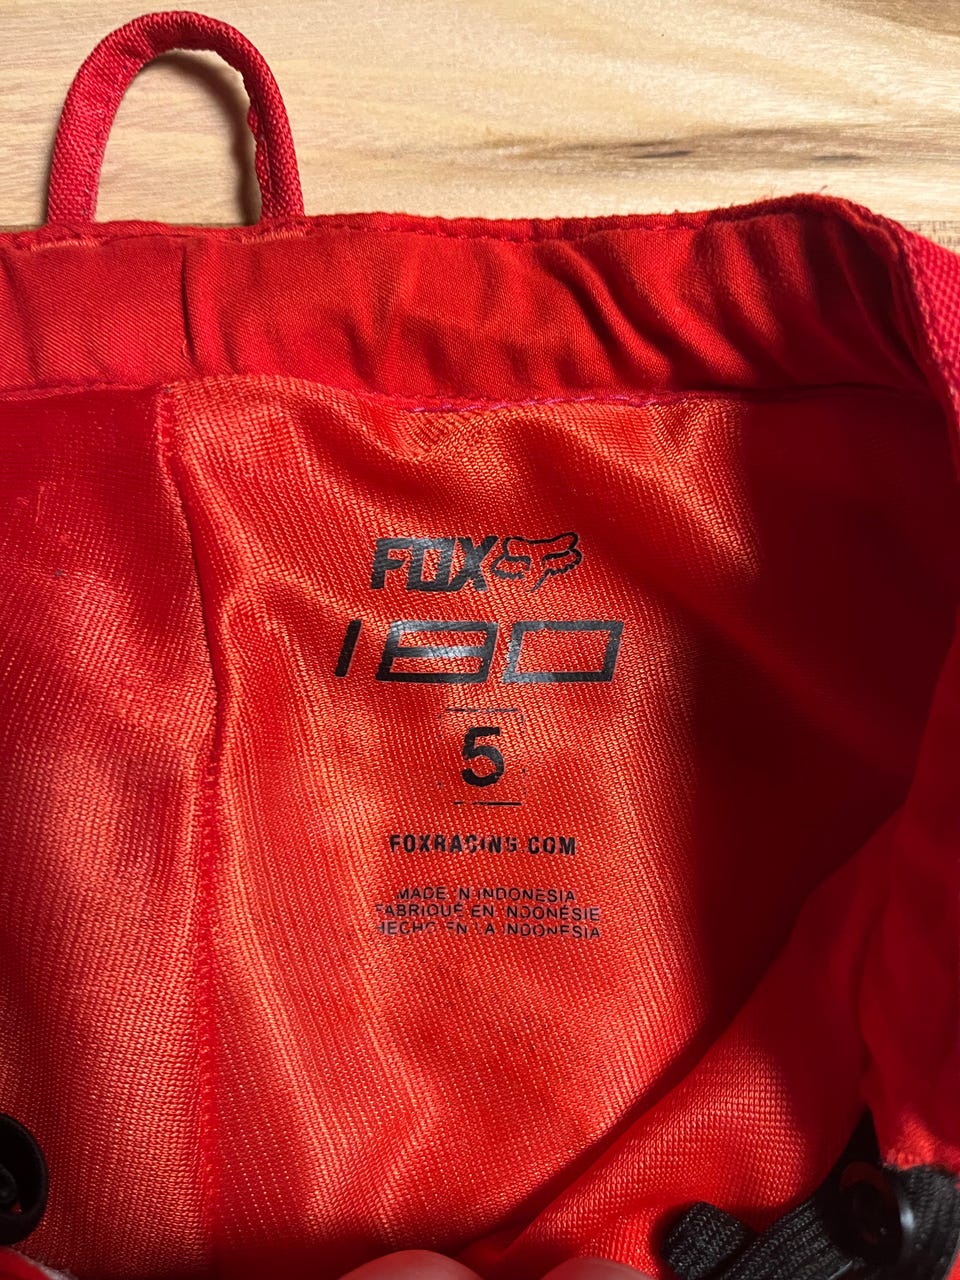 FOX
180
5
FOXRACING.COM
MADE IN INDONESIA
FABRIQUÉ EN INDONÉSIE
HECHO EN LA INDONESIA